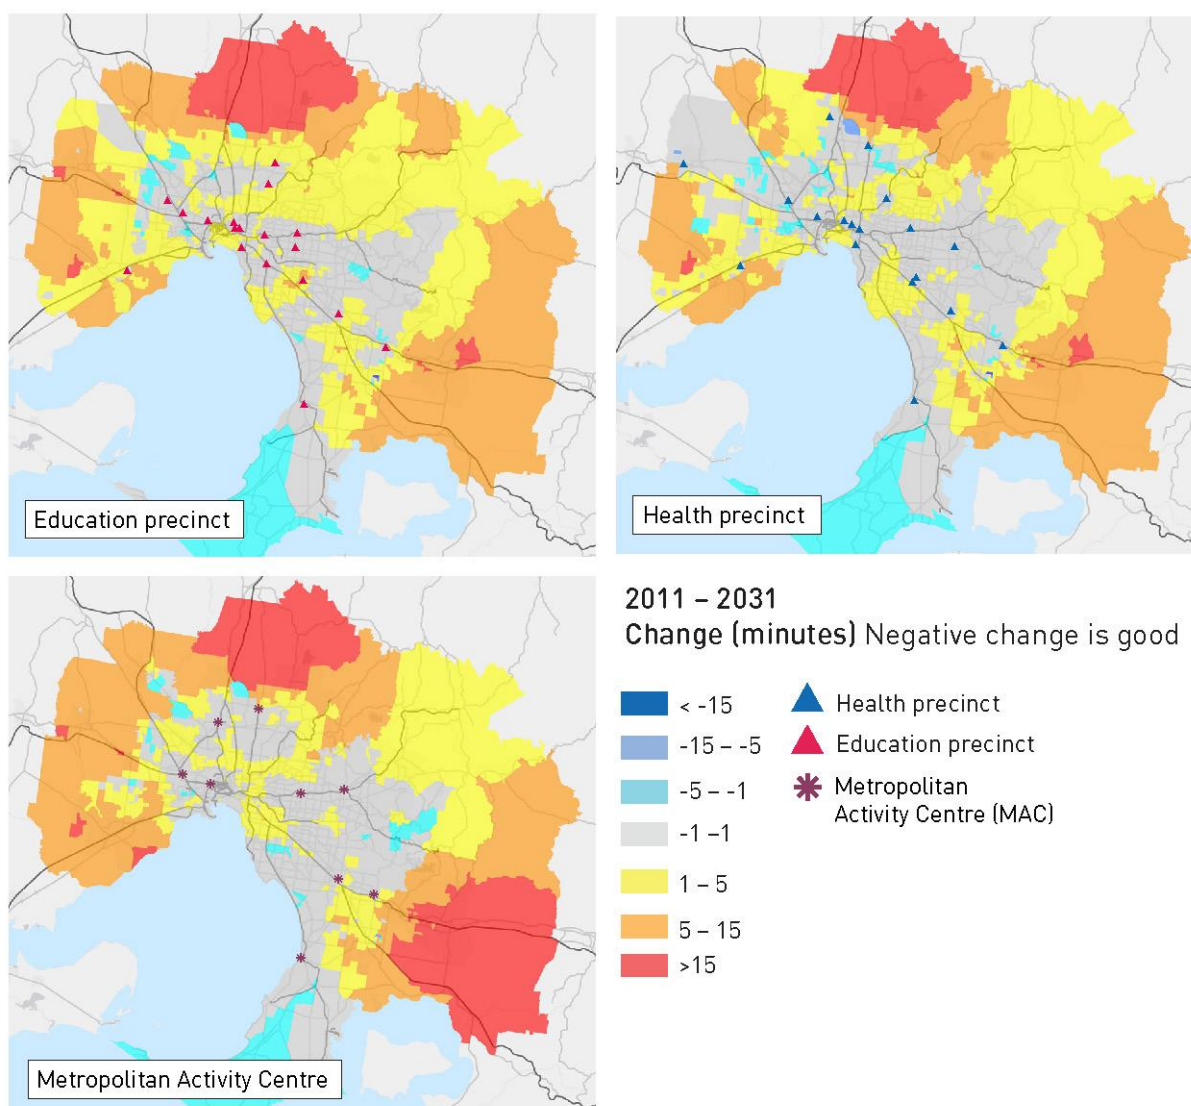 Education precinct
Health precinct
Metropolitan Activity Centre
2011 – 2031
Change (minutes) Negative change is good
< -15
-15 – -5
-5 – -1
-1 –1
1 – 5
5 – 15
>15
Health precinct
Education precinct
Metropolitan
Activity Centre (MAC)